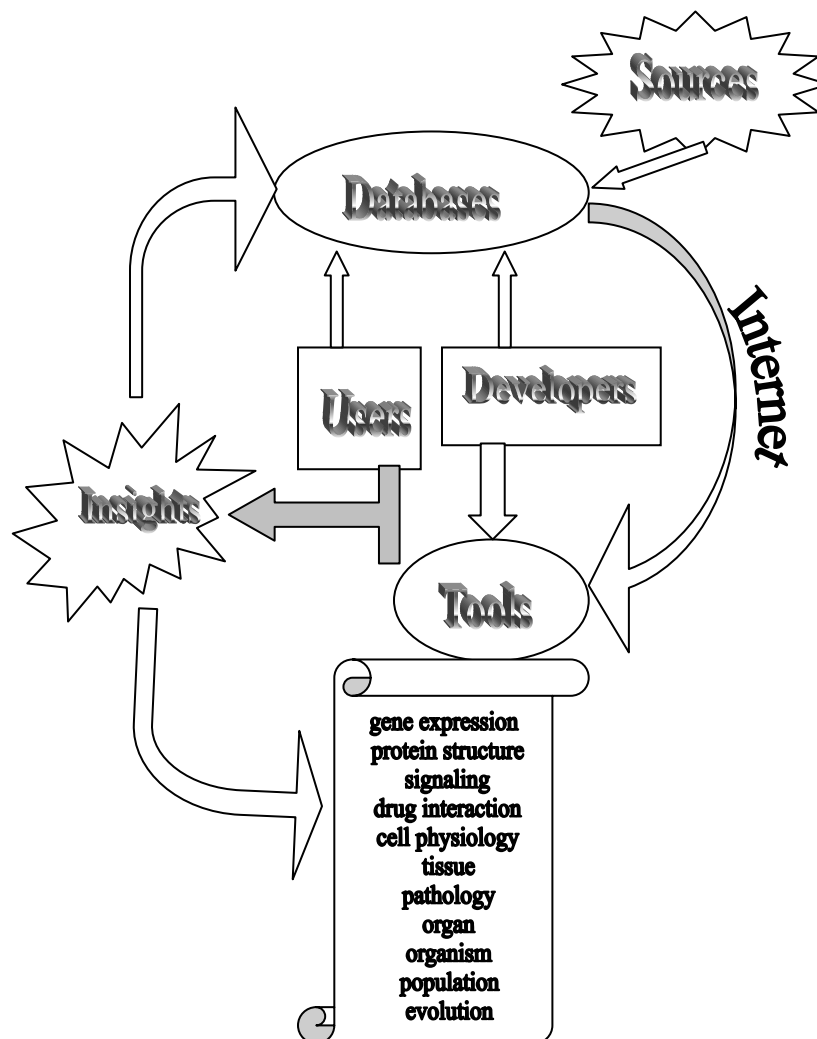 Sources
Databases
Internet
Users
Developers
Insights
Tools
gene expression
protein structure
signaling
drug interaction
cell physiology
tissue
pathology
organ
organism
population
evolution